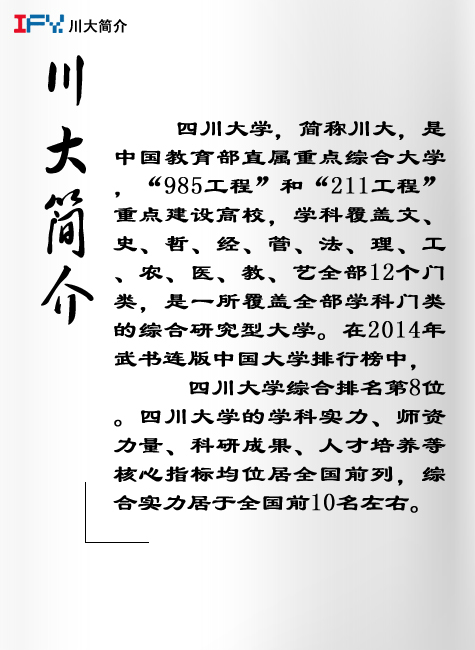 IFY 川大简介
川大简介
四川大学，简称川大，是
中国教育部直属重点综合大学
，“985工程”和“211工程”
重点建设高校，学科覆盖文、
史、哲、经、管、法、理、工
、农、医、教、艺全部12个门
类，是一所覆盖全部学科门类
的综合研究型大学。在2014年
武书连版中国大学排行榜中，
四川大学综合排名第8位
。四川大学的学科实力、师资
力量、科研成果、人才培养等
核心指标均位居全国前列，综
合实力居于全国前10名左右。